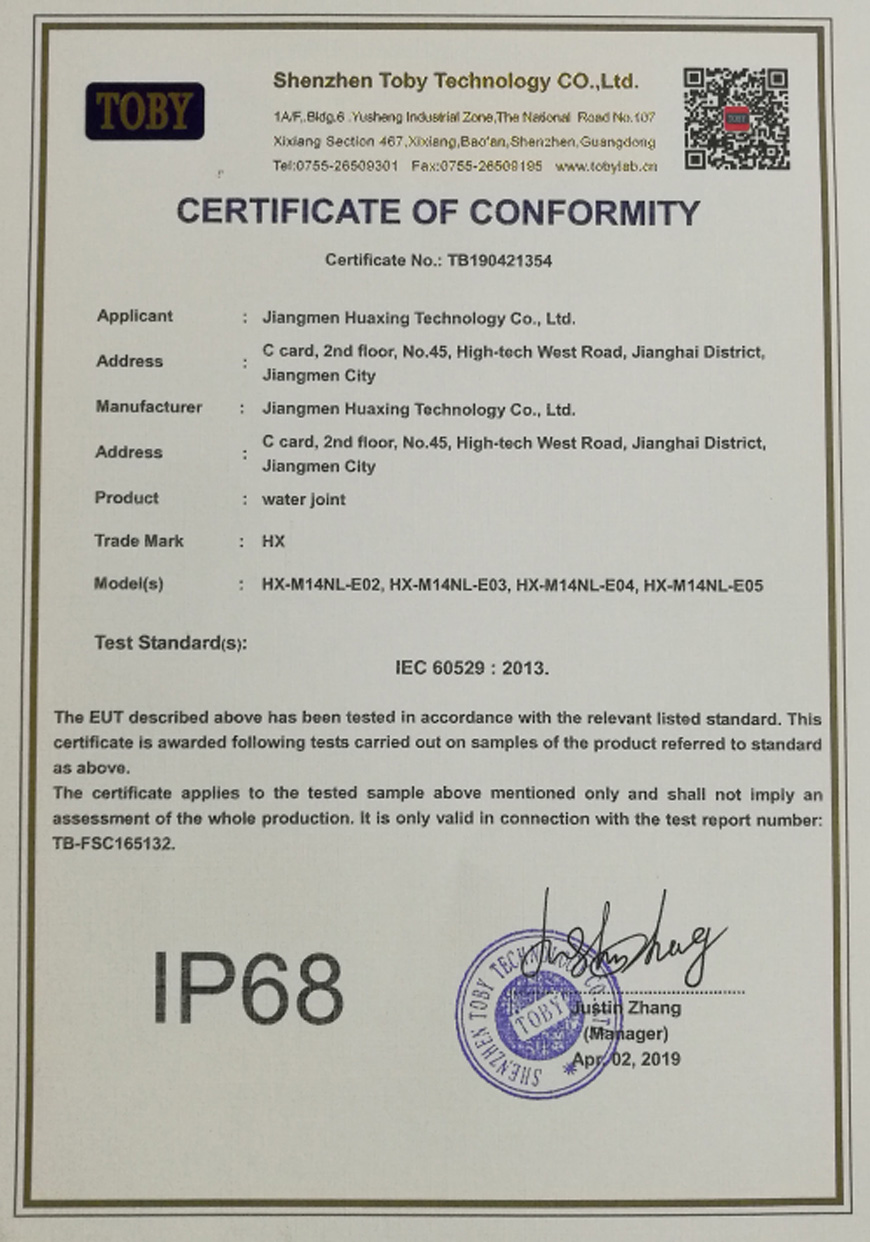 TOBY
Shenzhen Toby Technology CO.,Ltd.
1A/F,.Bldg.6 .Yusheng Industrial Zone,The National Road No.107
Xixiang Section 467,Xixiang,Bao'an,Shenzhen,Guangdong
Tel:0755-26509301 Fax:0755-26509195 www.tobylab.cn
TOBY
CERTIFICATE OF CONFORMITY
Certificate No.: TB190421354
Applicant : Jiangmen Huaxing Technology Co., Ltd.
Address : C card, 2nd floor, No.45, High-tech West Road, Jianghai District,
Jiangmen City
Manufacturer : Jiangmen Huaxing Technology Co., Ltd.
Address : C card, 2nd floor, No.45, High-tech West Road, Jianghai District,
Jiangmen City
Product : water joint
Trade Mark : HX
Model(s) : HX-M14NL-E02, HX-M14NL-E03, HX-M14NL-E04, HX-M14NL-E05
Test Standard(s):
IEC 60529 : 2013.
The EUT described above has been tested in accordance with the relevant listed standard. This
certificate is awarded following tests carried out on samples of the product referred to standard
as above.
The certificate applies to the tested sample above mentioned only and shall not imply an
assessment of the whole production. It is only valid in connection with the test report number:
TB-FSC165132.
IP68
SHENZHEN TOBY TECHNOLOGY CO
TOBY
Justin Zhang
(Manager)
Apr. 02, 2019